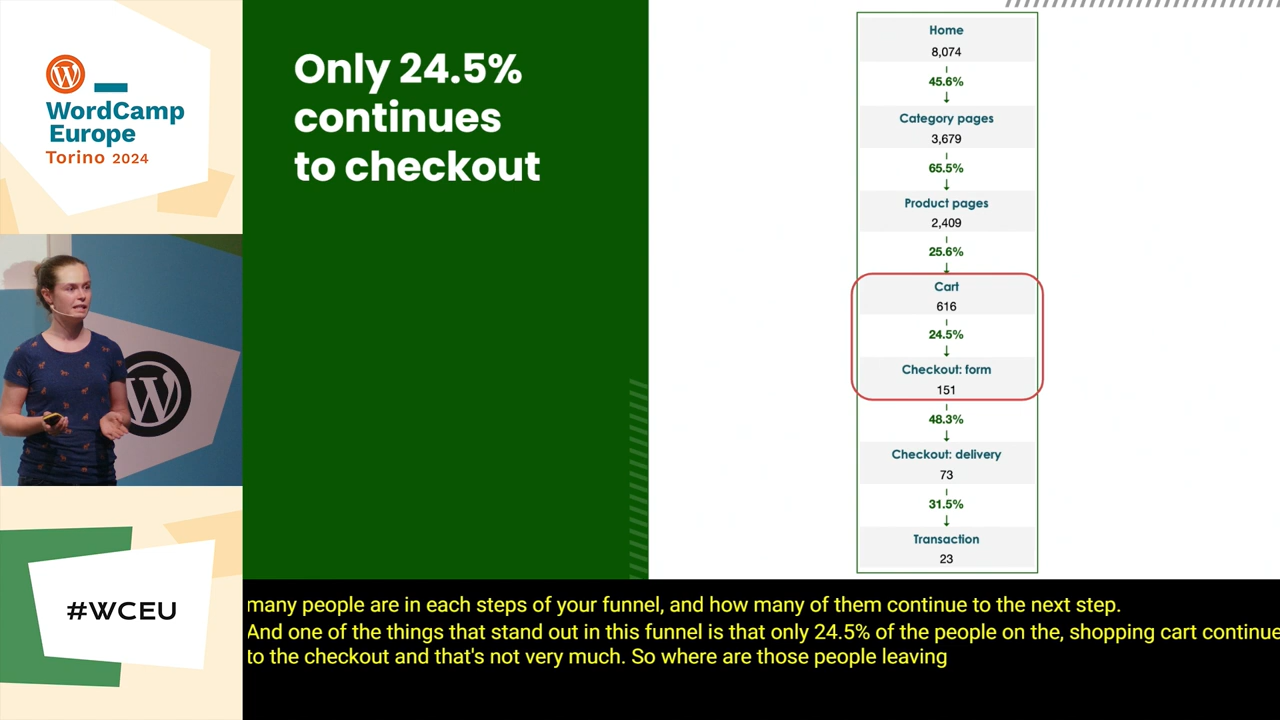 WordCamp
Europe
Torino 2024
#WCEU
Only 24.5%
continues
to checkout
Home
8,074
45.6%
Category pages
3,679
65.5%
Product pages
2,409
25.6%
Cart
616
24.5%
Checkout: form
151
48.3%
Checkout: delivery
73
31.5%
Transaction
23
many people are in each steps of your funnel, and how many of them continue to the next step.
And one of the things that stand out in this funnel is that only 24.5% of the people on the, shopping cart continue
to the checkout and that's not very much. So where are those people leaving